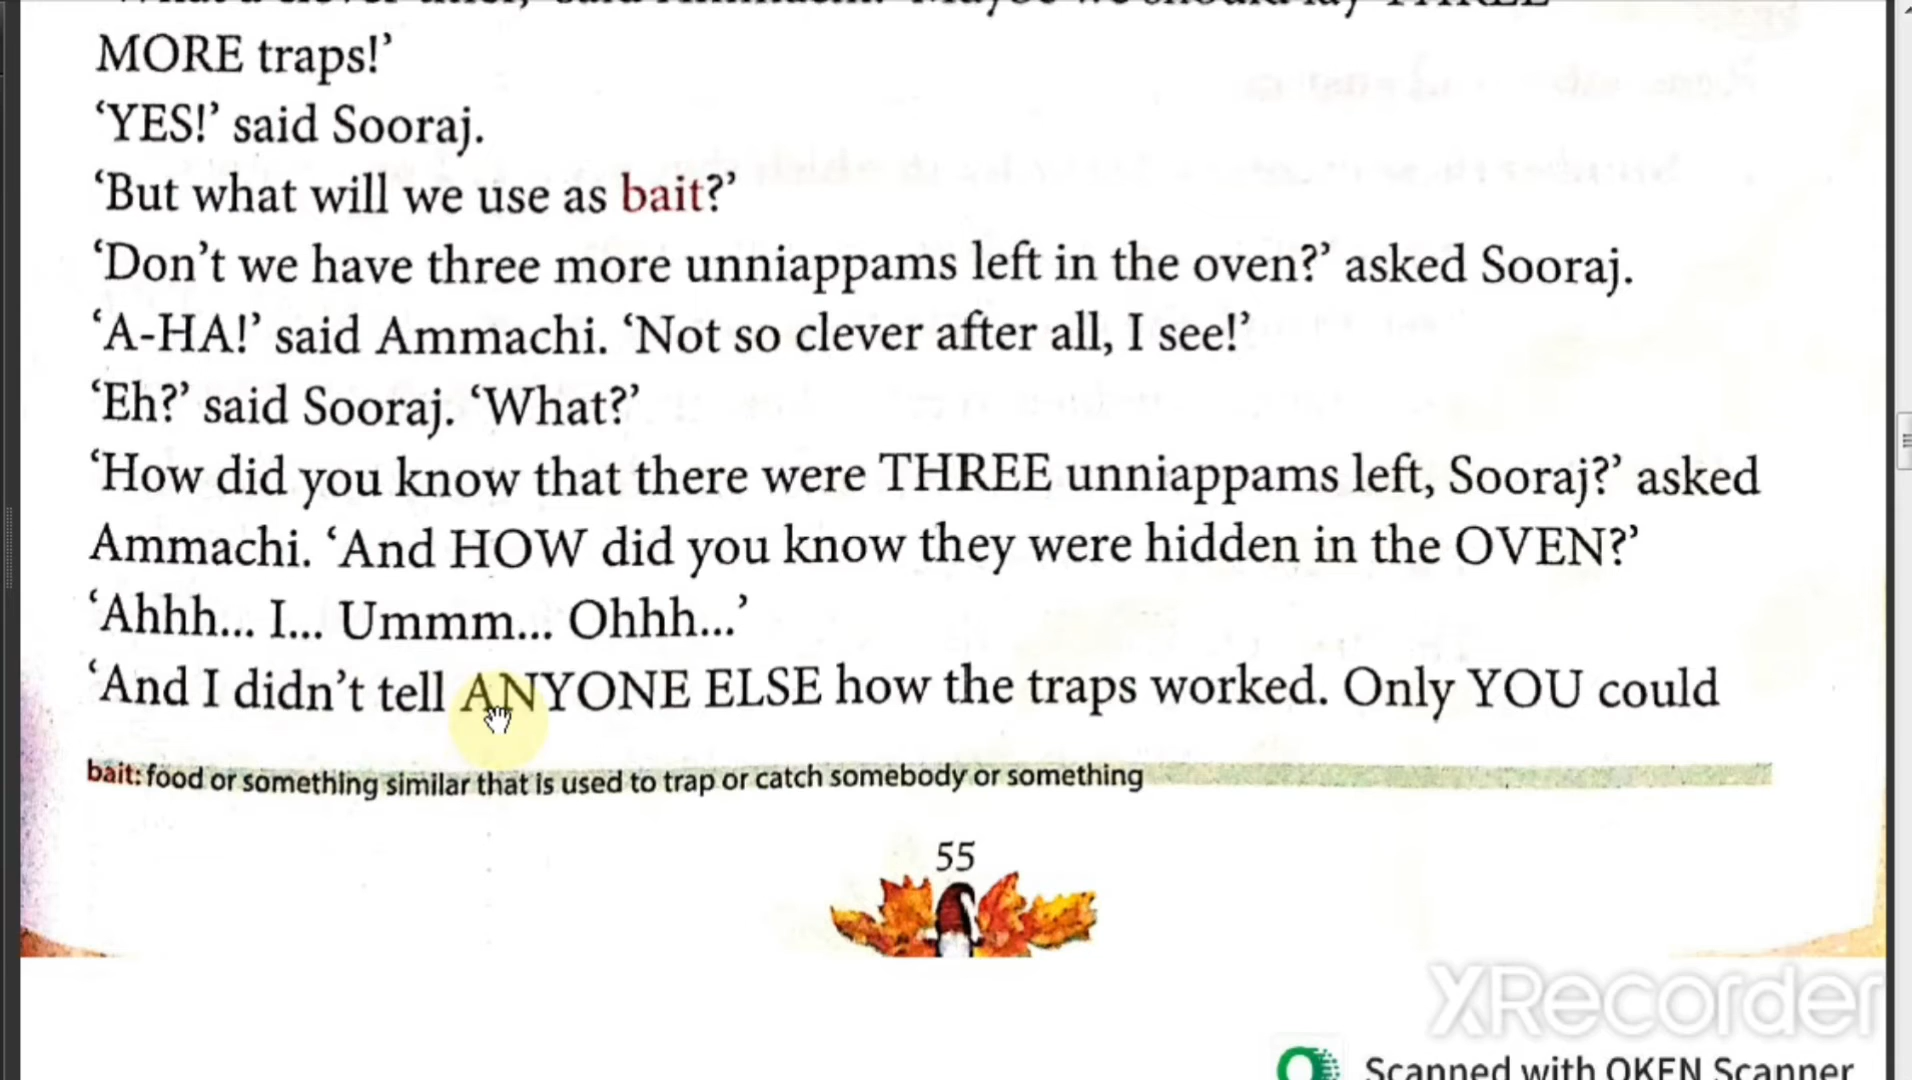 MORE traps!’
‘YES!’ said Sooraj.
‘But what will we use as bait?’
‘Don’t we have three more unniappams left in the oven?’ asked Sooraj.
‘A-HA!’ said Ammachi. ‘Not so clever after all, I see!’
‘Eh?’ said Sooraj. ‘What?’
‘How did you know that there were THREE unniappams left, Sooraj?’ asked
Ammachi. ‘And HOW did you know they were hidden in the OVEN?’
‘Ahhh... I... Ummm... Ohhh...’
‘And I didn’t tell ANYONE ELSE how the traps worked. Only YOU could
bait: food or something similar that is used to trap or catch somebody or something
55
XRecorder
Scanned with OKEN Scanner